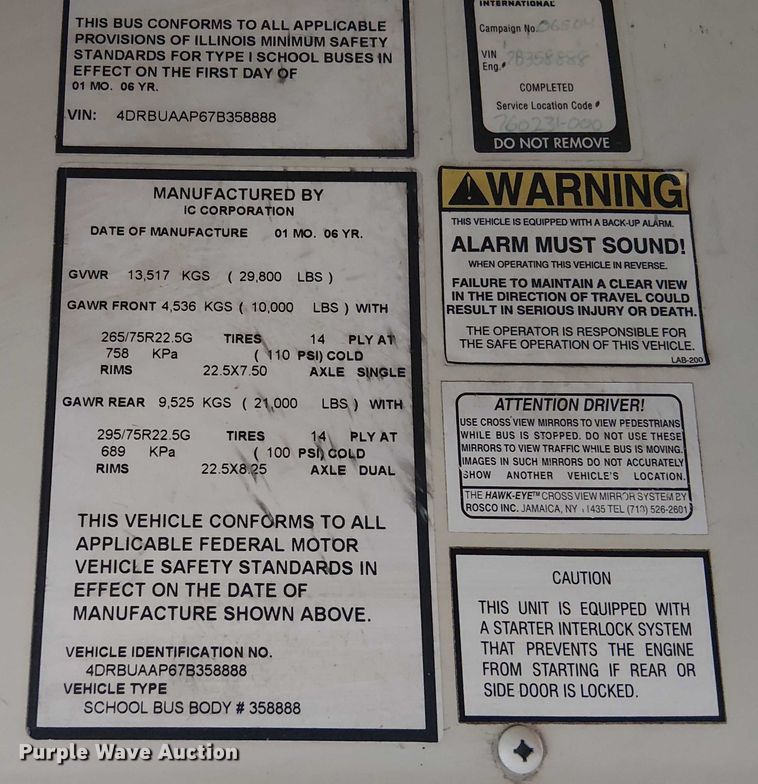 THIS BUS CONFORMS TO ALL APPLICABLE
PROVISIONS OF ILLINOIS MINIMUM SAFETY
STANDARDS FOR TYPE I SCHOOL BUSES IN
EFFECT ON THE FIRST DAY OF
01 MO. 06 YR.
VIN: 4DRBUAAP67B358888
INTERNATIONAL
Campaign No. 06504
VIN
Eng.# 7B358888
COMPLETED
Service Location Code #
760231-000
DO NOT REMOVE
MANUFACTURED BY
IC CORPORATION
DATE OF MANUFACTURE 01 MO. 06 YR.
GVWR 13,517 KGS ( 29,800 LBS )
GAWR FRONT 4,536 KGS ( 10,000 LBS ) WITH
265/75R22.5G TIRES 14 PLY AT
758 KPa ( 110 PSI) COLD
RIMS 22.5X7.50 AXLE SINGLE
GAWR REAR 9,525 KGS ( 21,000 LBS ) WITH
295/75R22.5G TIRES 14 PLY AT
689 KPa ( 100 PSI) COLD
RIMS 22.5X8.25 AXLE DUAL
THIS VEHICLE CONFORMS TO ALL
APPLICABLE FEDERAL MOTOR
VEHICLE SAFETY STANDARDS IN
EFFECT ON THE DATE OF
MANUFACTURE SHOWN ABOVE.
VEHICLE IDENTIFICATION NO.
4DRBUAAP67B358888
VEHICLE TYPE
SCHOOL BUS BODY # 358888
WARNING
THIS VEHICLE IS EQUIPPED WITH A BACK-UP ALARM.
ALARM MUST SOUND!
WHEN OPERATING THIS VEHICLE IN REVERSE.
FAILURE TO MAINTAIN A CLEAR VIEW
IN THE DIRECTION OF TRAVEL COULD
RESULT IN SERIOUS INJURY OR DEATH.
THE OPERATOR IS RESPONSIBLE FOR
THE SAFE OPERATION OF THIS VEHICLE.
LAB-200
ATTENTION DRIVER!
USE CROSS VIEW MIRRORS TO VIEW PEDESTRIANS
WHILE BUS IS STOPPED. DO NOT USE THESE
MIRRORS TO VIEW TRAFFIC WHILE BUS IS MOVING.
IMAGES IN SUCH MIRRORS DO NOT ACCURATELY
SHOW ANOTHER VEHICLE'S LOCATION.
THE HAWK-EYE™ CROSS VIEW MIRROR SYSTEM BY
ROSCO INC. JAMAICA, NY 11435 TEL (718) 526-2601
CAUTION
THIS UNIT IS EQUIPPED WITH
A STARTER INTERLOCK SYSTEM
THAT PREVENTS THE ENGINE
FROM STARTING IF REAR OR
SIDE DOOR IS LOCKED.
Purple Wave Auction